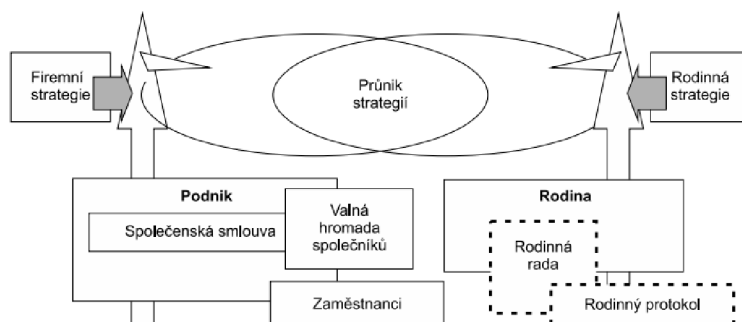 Firemní
strategie
Průnik
strategií
Rodinná
strategie
Podnik
Společenská smlouva
Valná
hromada
společníků
Zaměstnanci
Rodina
Rodinná
rada
Rodinný protokol